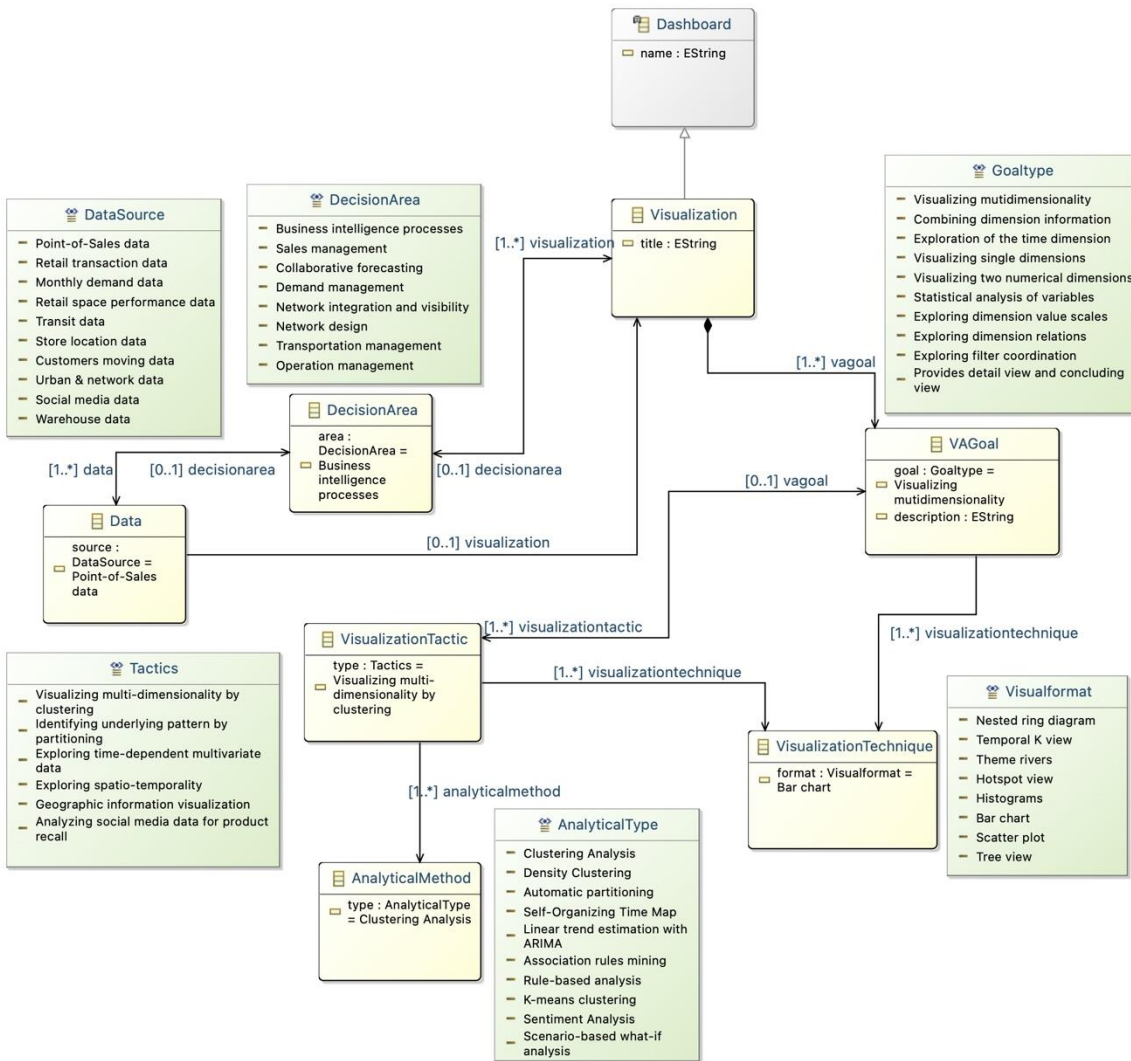 Dashboard
name : EString
Goaltype
Visualizing mutidimensionality
Combining dimension information
Exploration of the time dimension
Visualizing single dimensions
Visualizing two numerical dimensions
Statistical analysis of variables
Exploring dimension value scales
Exploring dimension relations
Exploring filter coordination
Provides detail view and concluding
view
DecisionArea
Business intelligence processes
Sales management
Collaborative forecasting
Demand management
Network integration and visibility
Network design
Transportation management
Operation management
DataSource
Point-of-Sales data
Retail transaction data
Monthly demand data
Retail space performance data
Transit data
Store location data
Customers moving data
Urban & network data
Social media data
Warehouse data
Visualization
title : EString
[1..*] visualization
[1..*] vagoal
DecisionArea
area :
DecisionArea =
Business
intelligence
processes
[1..*] data
[0..1] decisionarea
[0..1] decisionarea
VAGoal
goal : Goaltype =
Visualizing
mutidimensionality
description : EString
[0..1] vagoal
Data
source :
DataSource =
Point-of-Sales
data
[0..1] visualization
VisualizationTactic
type : Tactics =
Visualizing multi-
dimensionality by
clustering
[1..*] visualizationtactic
[1..*] visualizationtechnique
[1..*] visualizationtechnique
Tactics
Visualizing multi-dimensionality by
clustering
Identifying underlying pattern by
partitioning
Exploring time-dependent multivariate
data
Exploring spatio-temporality
Geographic information visualization
Analyzing social media data for product
recall
Visualformat
Nested ring diagram
Temporal K view
Theme rivers
Hotspot view
Histograms
Bar chart
Scatter plot
Tree view
VisualizationTechnique
format : Visualformat =
Bar chart
[1..*] analyticalmethod
AnalyticalMethod
type : AnalyticalType
= Clustering Analysis
AnalyticalType
Clustering Analysis
Density Clustering
Automatic partitioning
Self-Organizing Time Map
Linear trend estimation with
ARIMA
Association rules mining
Rule-based analysis
K-means clustering
Sentiment Analysis
Scenario-based what-if
analysis